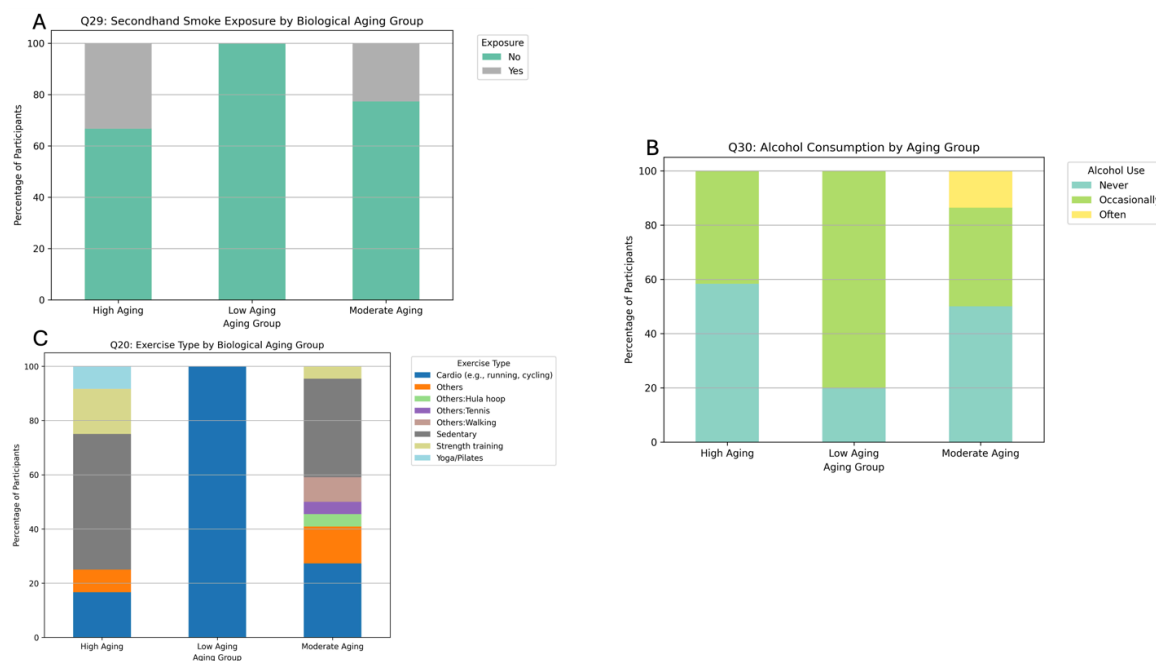 A
Q29: Secondhand Smoke Exposure by Biological Aging Group
Percentage of Participants
100
80
60
40
20
0
High Aging
Low Aging
Moderate Aging
Aging Group
Exposure
No
Yes
B
Q30: Alcohol Consumption by Aging Group
Percentage of Participants
100
80
60
40
20
0
High Aging
Low Aging
Moderate Aging
Aging Group
Alcohol Use
Never
Occasionally
Often
C
Q20: Exercise Type by Biological Aging Group
Percentage of Participants
100
80
60
40
20
0
High Aging
Low Aging
Moderate Aging
Aging Group
Exercise Type
Cardio (e.g., running, cycling)
Others
Others:Hula hoop
Others:Tennis
Others:Walking
Sedentary
Strength training
Yoga/Pilates